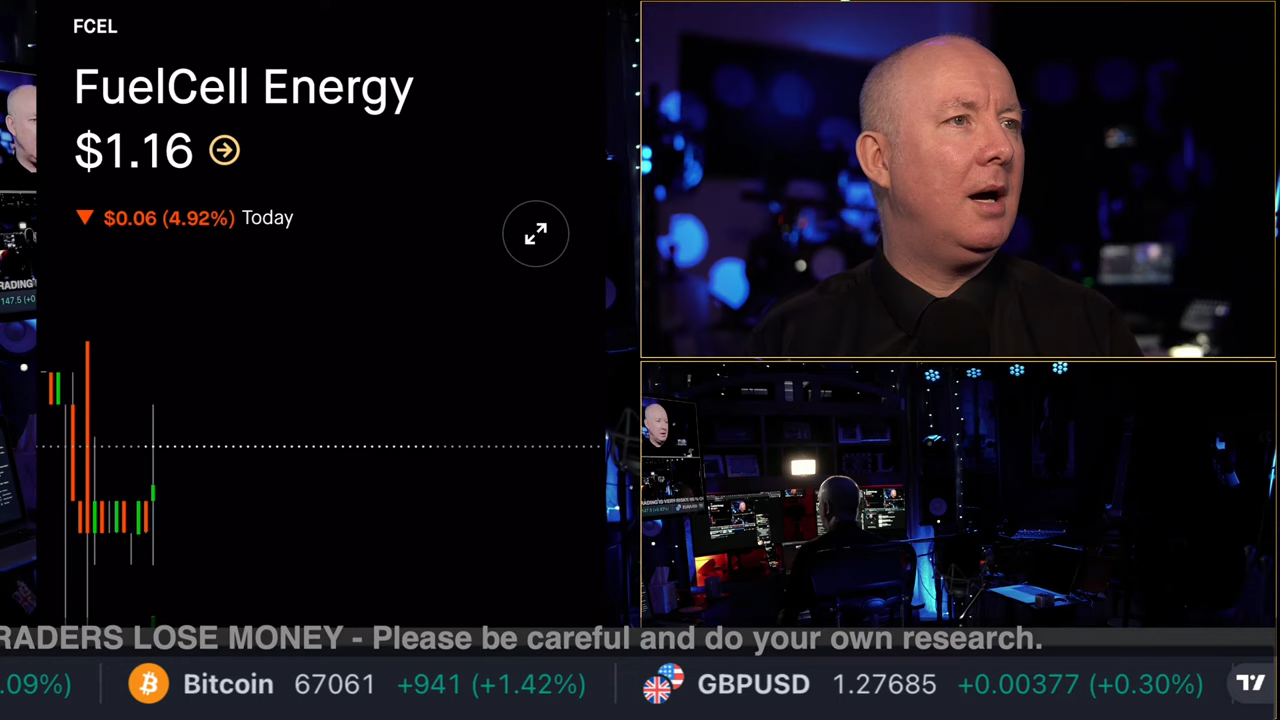 FCEL
FuelCell Energy
$1.16
$0.06 (4.92%) Today
RADERS LOSE MONEY - Please be careful and do your own research.
.09%)
Bitcoin 67061 +941 (+1.42%)
GBPUSD 1.27685 +0.00377 (+0.30%)